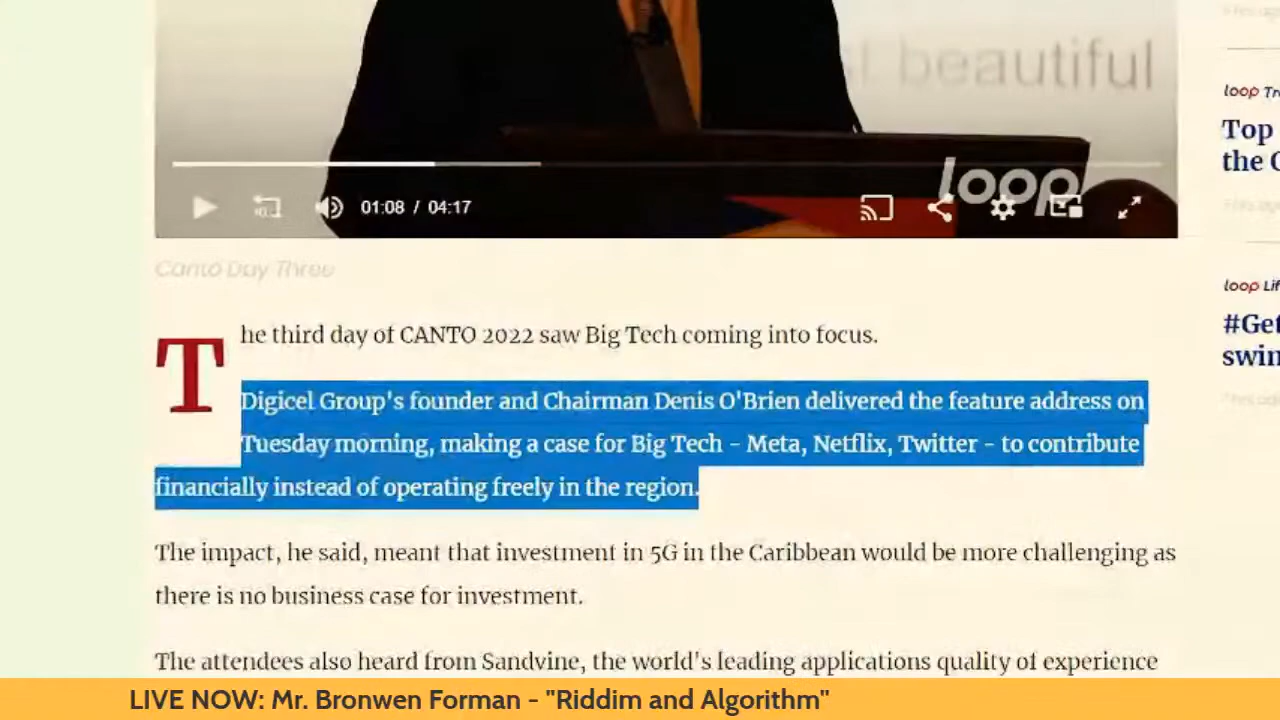 beautiful
loop
01:08 / 04:17
Canto Day Three
The third day of CANTO 2022 saw Big Tech coming into focus.
Digicel Group's founder and Chairman Denis O'Brien delivered the feature address on
Tuesday morning, making a case for Big Tech - Meta, Netflix, Twitter - to contribute
financially instead of operating freely in the region.
The impact, he said, meant that investment in 5G in the Caribbean would be more challenging as
there is no business case for investment.
The attendees also heard from Sandvine, the world's leading applications quality of experience
loop
Top
the
loop
swin
LIVE NOW: Mr. Bronwen Forman - "Riddim and Algorithm"